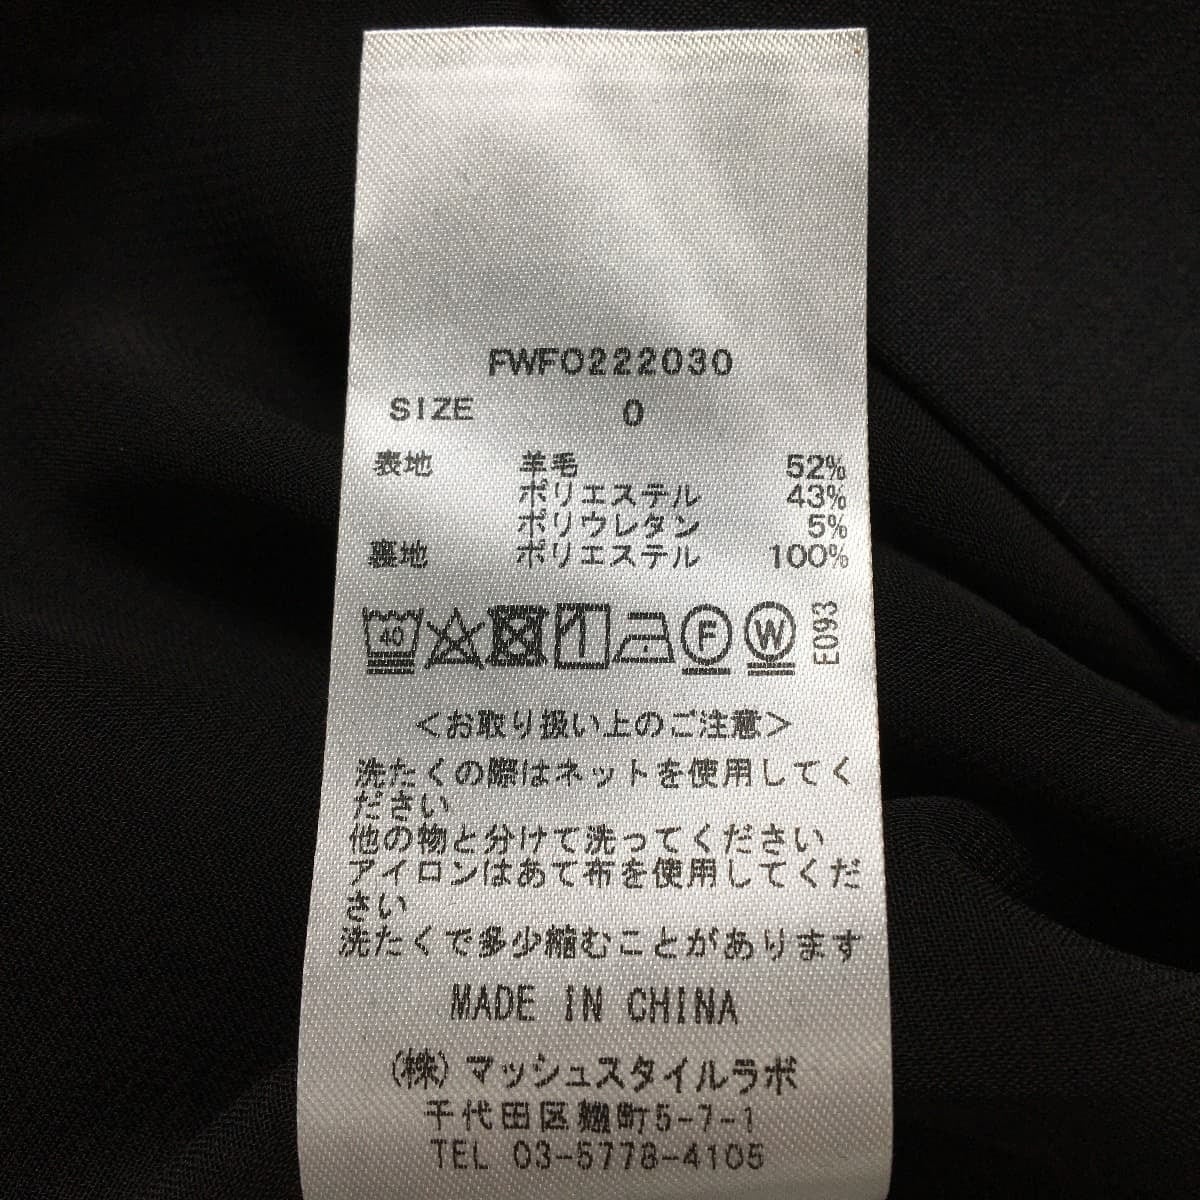 FWFO222030
SIZE 0
表地 羊毛 52%
ポリエステル 43%
ポリウレタン 5%
裏地 ポリエステル 100%
40 F W E093
<お取り扱い上のご注意>
洗たくの際はネットを使用してく
ださい
他の物と分けて洗ってください
アイロンはあて布を使用してくだ
さい
洗たくで多少縮むことがあります
MADE IN CHINA
(株)マッシュスタイルラボ
千代田区麹町5-7-1
TEL 03-5778-4105